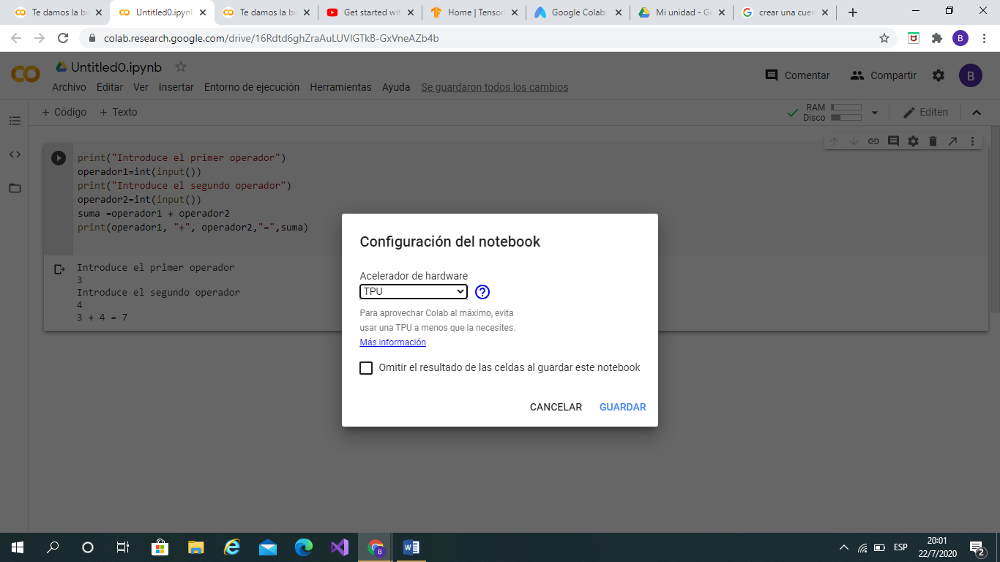 Te damos la bi
Untitled0.ipynb
Te damos la bi
Get started wit
Home | Tensor
Google Colab
Mi unidad - Go
crear una cuen
colab.research.google.com/drive/16Rdtd6ghZraAuLUVIGTkB-GxVneAZb4b
B
Untitled0.ipynb
Archivo Editar Ver Insertar Entorno de ejecución Herramientas Ayuda Se guardaron todos los cambios
Comentar Compartir B
+ Código + Texto
RAM
Disco
Editen
print("Introduce el primer operador")
operador1=int(input())
print("Introduce el segundo operador")
operador2=int(input())
suma =operador1 + operador2
print(operador1, "+", operador2,"=",suma)
Introduce el primer operador
3
Introduce el segundo operador
4
3 + 4 = 7
Configuración del notebook
Acelerador de hardware
TPU
Para aprovechar Colab al máximo, evita
usar una TPU a menos que la necesites.
Más información
Omitir el resultado de las celdas al guardar este notebook
CANCELAR GUARDAR
ESP
20:01
22/7/2020
2